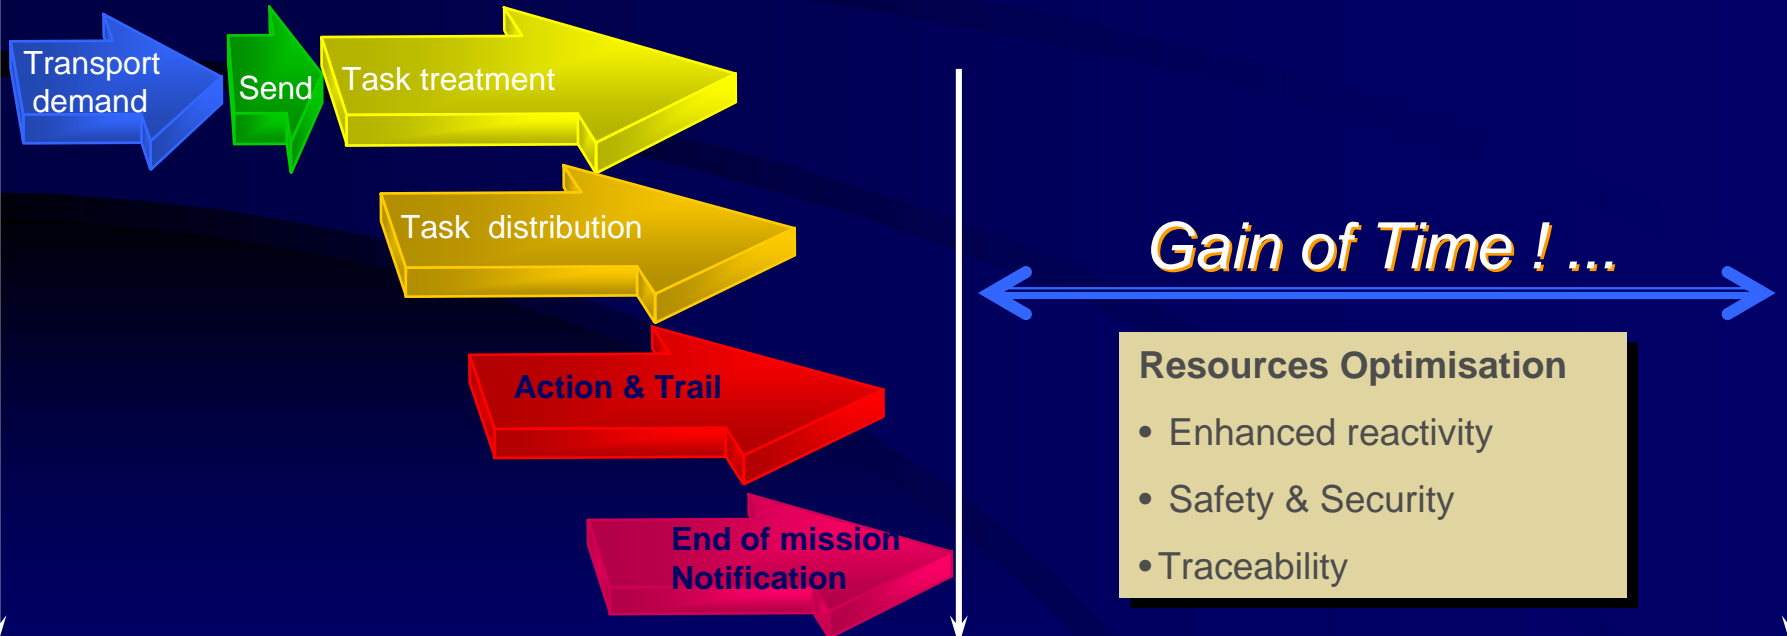 Transport
demand
Send
Task treatment
Task distribution
Action & Trail
End of mission
Notification
Gain of Time ! ...
Resources Optimisation
• Enhanced reactivity
• Safety & Security
• Traceability